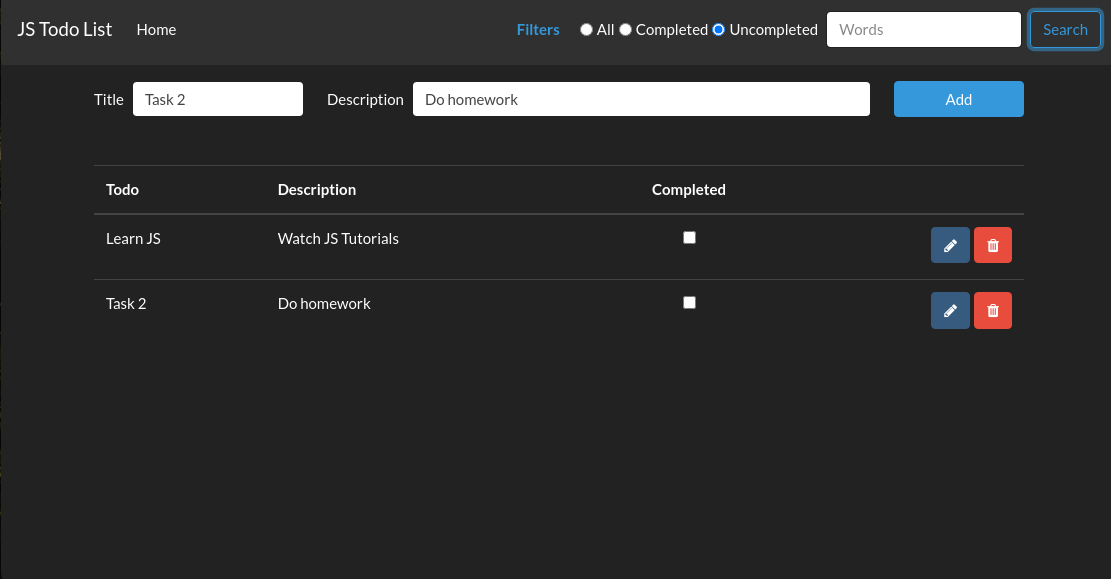 JS Todo List Home Filters All Completed Uncompleted Words Search
Title Task 2 Description Do homework Add
Todo Description Completed
Learn JS Watch JS Tutorials
Task 2 Do homework